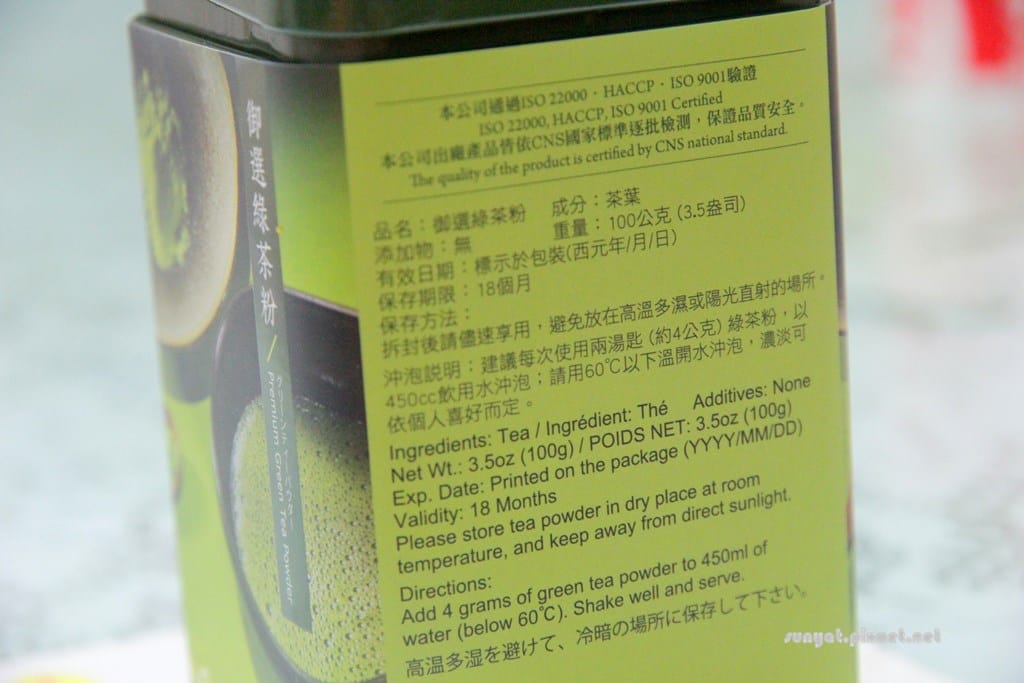 御選綠茶粉
Premium Green Tea Powder
本公司通過ISO 22000．HACCP．ISO 9001驗證
ISO 22000, HACCP, ISO 9001 Certified
本公司出廠產品皆依CNS國家標準逐批檢測，保證品質安全。
The quality of the product is certified by CNS national standard.
品名：御選綠茶粉 成分：茶葉
添加物：無 重量：100公克 (3.5盎司)
有效日期：標示於包裝(西元年/月/日)
保存期限：18個月
保存方法：
拆封後請儘速享用，避免放在高溫多濕或陽光直射的場所。
沖泡説明：建議每次使用兩湯匙 (約4公克) 綠茶粉，以
450cc飲用水沖泡；請用60℃以下溫開水沖泡，濃淡可
依個人喜好而定。
Ingredients: Tea / Ingrédient: Thé Additives: None
Net Wt.: 3.5oz (100g) / POIDS NET: 3.5oz (100g)
Exp. Date: Printed on the package (YYYY/MM/DD)
Validity: 18 Months
Please store tea powder in dry place at room
temperature, and keep away from direct sunlight.
Directions:
Add 4 grams of green tea powder to 450ml of
water (below 60℃). Shake well and serve.
高温多湿を避けて、冷暗の場所に保存して下さい。
sunyat.pixnet.net